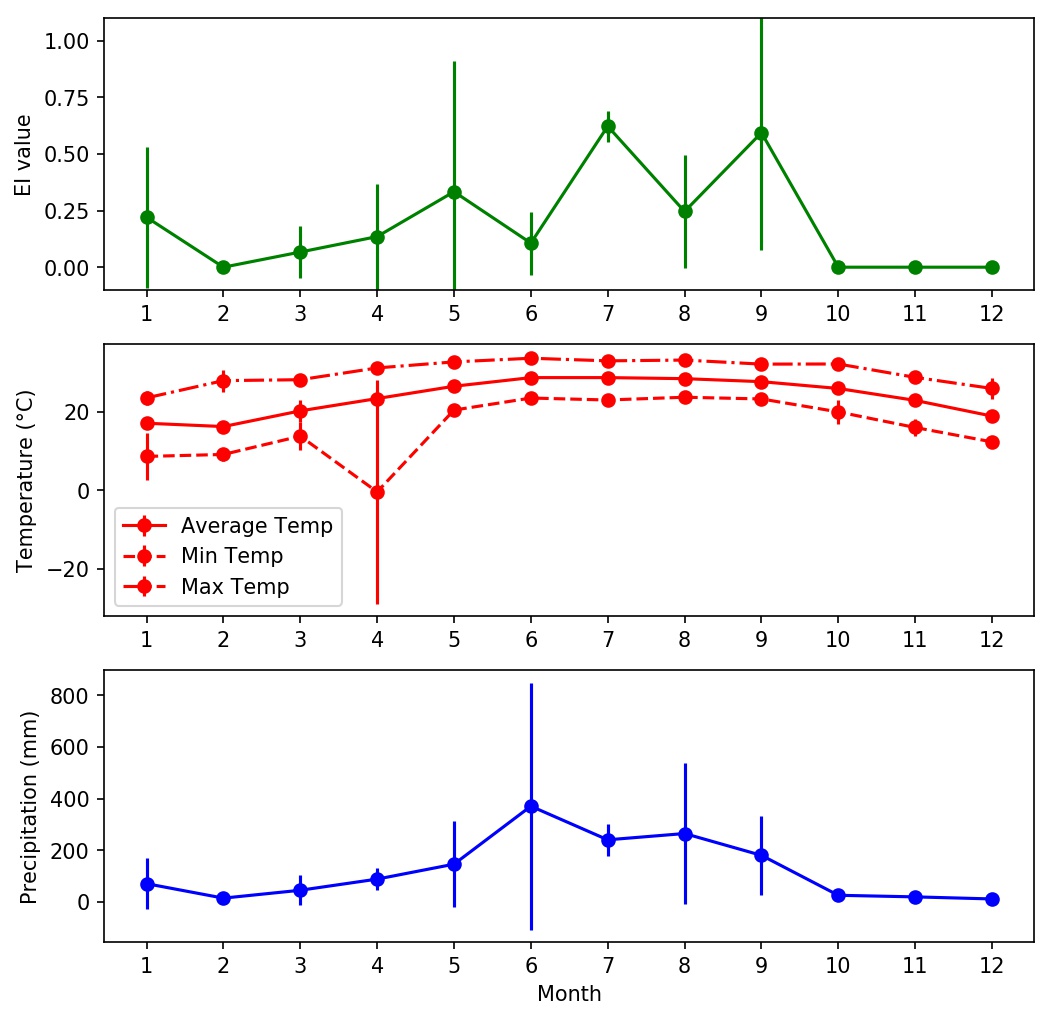 EI value
1.00
0.75
0.50
0.25
0.00
1 2 3 4 5 6 7 8 9 10 11 12
Temperature (°C)
20
0
−20
Average Temp
Min Temp
Max Temp
1 2 3 4 5 6 7 8 9 10 11 12
Precipitation (mm)
800
600
400
200
0
1 2 3 4 5 6 7 8 9 10 11 12
Month